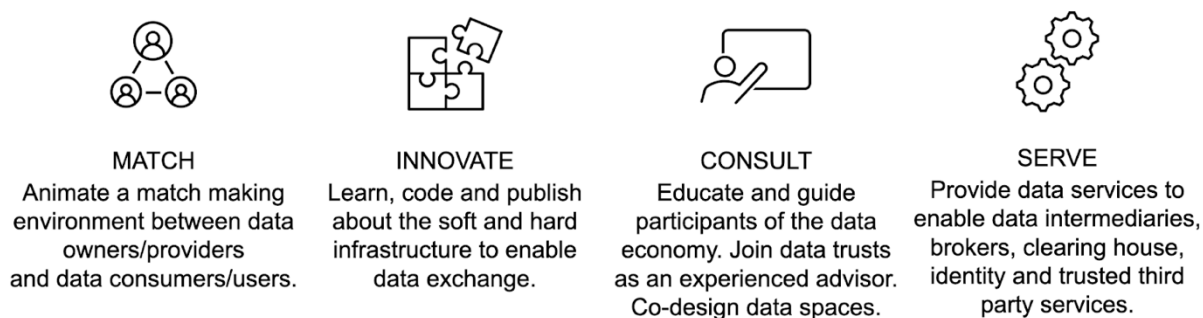 MATCH
Animate a match making
environment between data
owners/providers
and data consumers/users.
INNOVATE
Learn, code and publish
about the soft and hard
infrastructure to enable
data exchange.
CONSULT
Educate and guide
participants of the data
economy. Join data trusts
as an experienced advisor.
Co-design data spaces.
SERVE
Provide data services to
enable data intermediaries,
brokers, clearing house,
identity and trusted third
party services.